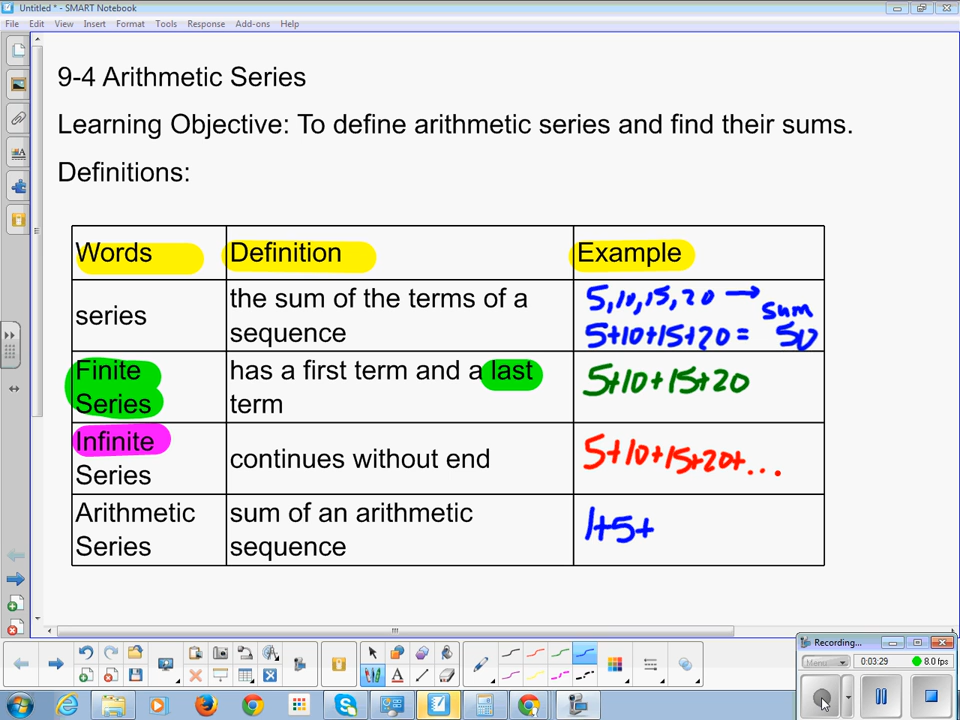 Untitled * - SMART Notebook
File Edit View Insert Format Tools Response Add-ons Help
9-4 Arithmetic Series
Learning Objective: To define arithmetic series and find their sums.
Definitions:
Words Definition Example
series
the sum of the terms of a
sequence
5,10,15,20 → sum
5+10+15+20 = 50
Finite
Series
has a first term and a last
term
5+10+15+20
Infinite
Series
continues without end
5+10+15+20+...
Arithmetic
Series
sum of an arithmetic
sequence
1+5+
Recording...
Menu 0:03:29 8.0 fps